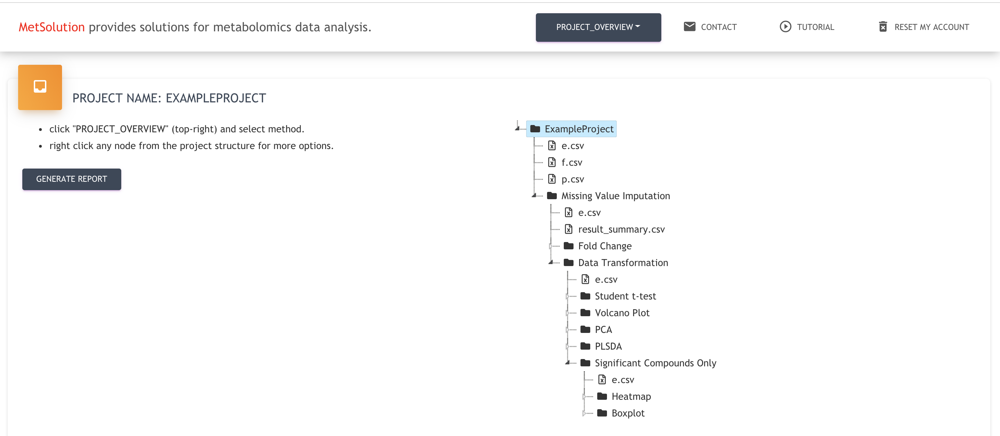 MetSolution provides solutions for metabolomics data analysis.
PROJECT_OVERVIEW
CONTACT
TUTORIAL
RESET MY ACCOUNT
PROJECT NAME: EXAMPLEPROJECT
• click "PROJECT_OVERVIEW" (top-right) and select method.
• right click any node from the project structure for more options.
GENERATE REPORT
ExampleProject
e.csv
f.csv
p.csv
Missing Value Imputation
e.csv
result_summary.csv
Fold Change
Data Transformation
e.csv
Student t-test
Volcano Plot
PCA
PLSDA
Significant Compounds Only
e.csv
Heatmap
Boxplot